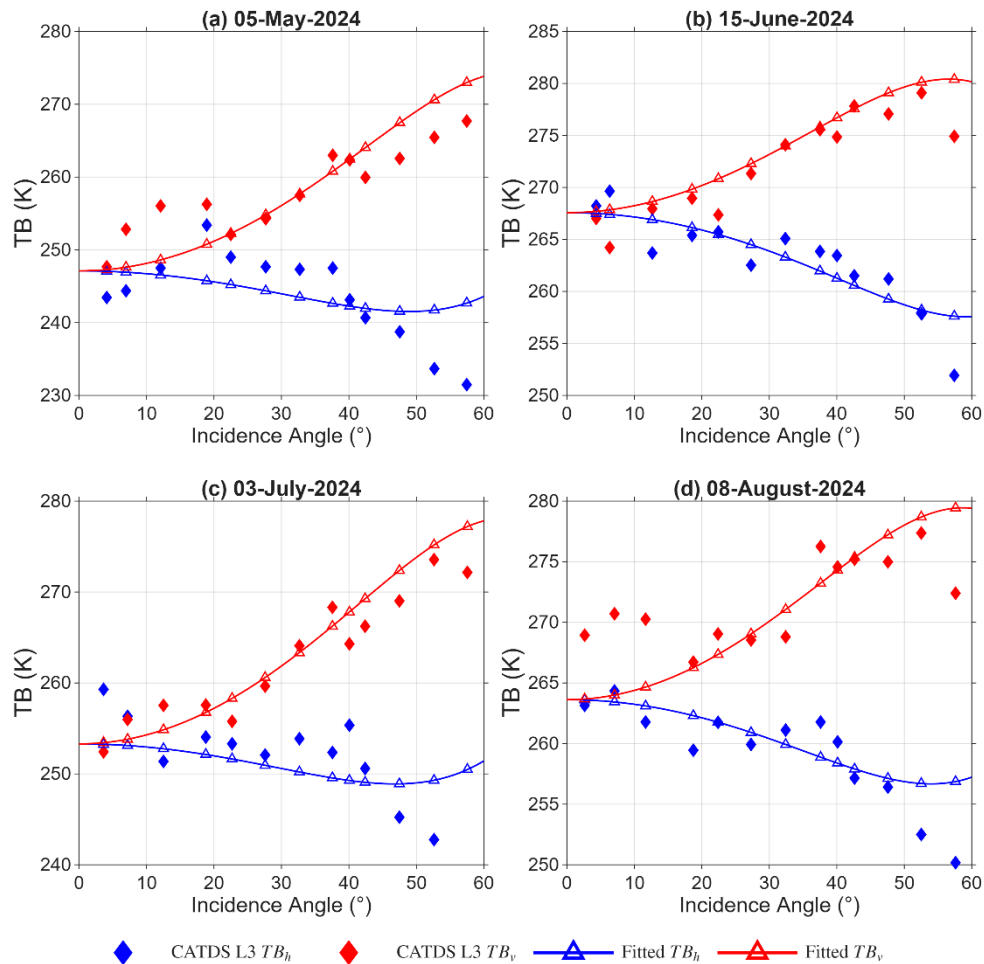 (a) 05-May-2024
280
270
260
250
240
230
TB (K)
0 10 20 30 40 50 60
Incidence Angle (°)
(b) 15-June-2024
285
280
275
270
265
260
255
250
TB (K)
0 10 20 30 40 50 60
Incidence Angle (°)
(c) 03-July-2024
280
270
260
250
240
TB (K)
0 10 20 30 40 50 60
Incidence Angle (°)
(d) 08-August-2024
280
275
270
265
260
255
250
TB (K)
0 10 20 30 40 50 60
Incidence Angle (°)
CATDS L3 TBh CATDS L3 TBv Fitted TBh Fitted TBv